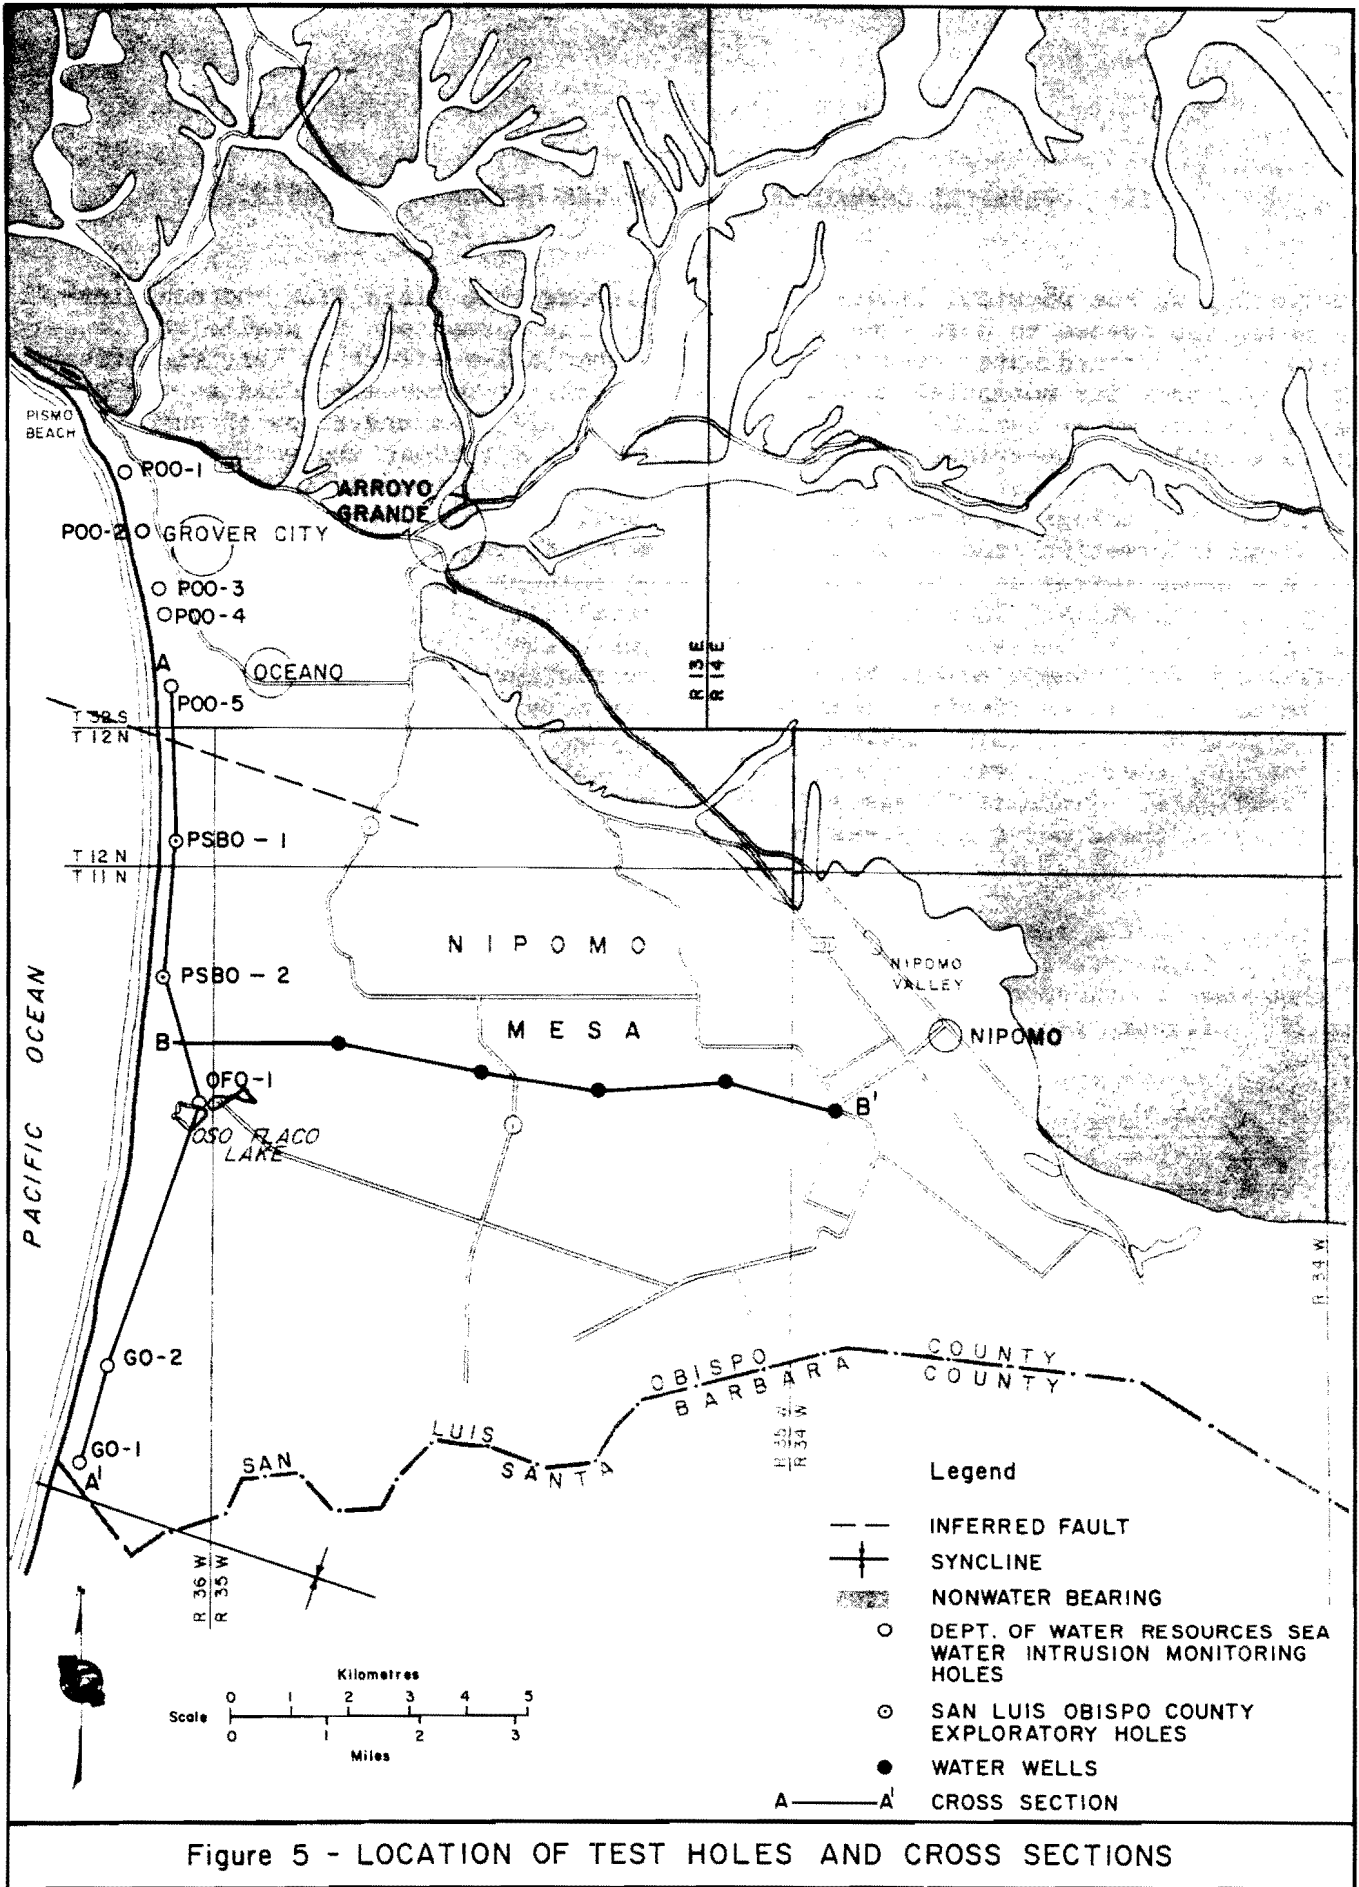 PISMO
BEACH
POO-1
ARROYO
GRANDE
POO-2
GROVER CITY
POO-3
POO-4
A
OCEANO
POO-5
R 13 E
R 14 E
T 32 S
T 12 N
PSBO - 1
T 12 N
T 11 N
NIPOMO
PSBO - 2
NIPOMO
VALLEY
MESA
NIPOMO
B
OFO-1
B'
OSO FLACO
LAKE
PACIFIC OCEAN
R 34 W
GO-2
OBISPO
BARBARA
COUNTY
COUNTY
R 35 W
R 34 W
LUIS
SANTA
GO-1
A'
SAN
R 36 W
R 35 W
Legend
INFERRED FAULT
SYNCLINE
NONWATER BEARING
DEPT. OF WATER RESOURCES SEA
WATER INTRUSION MONITORING
HOLES
SAN LUIS OBISPO COUNTY
EXPLORATORY HOLES
WATER WELLS
A A' CROSS SECTION
Kilometres
0 1 2 3 4 5
Scale
0 1 2 3
Miles
Figure 5 - LOCATION OF TEST HOLES AND CROSS SECTIONS